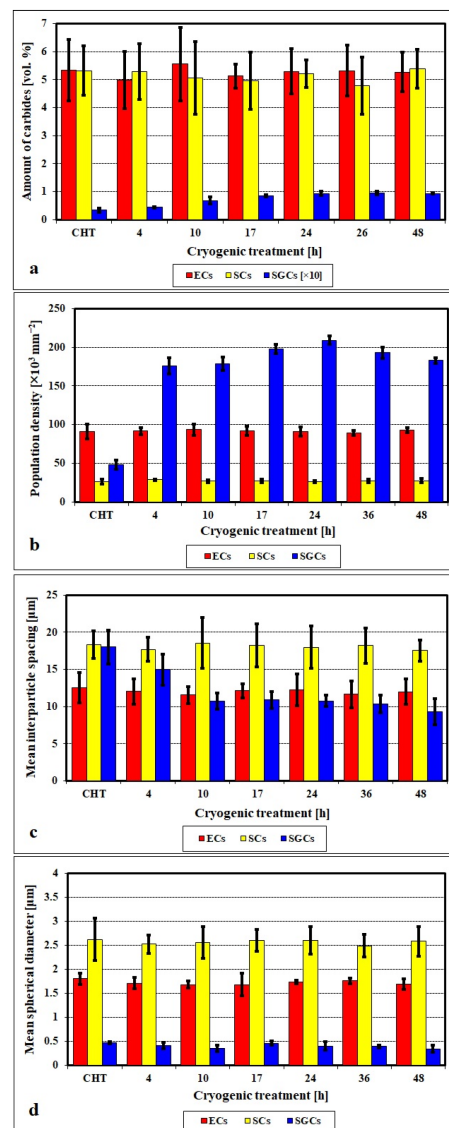 7
6
5
4
3
2
1
0
Amount of carbides [vol. %]
CHT 4 10 17 24 26 48
Cryogenic treatment [h]
a
ECs SCs SGCs [×10]
250
200
150
100
50
0
Population density [×10³ mm⁻²]
CHT 4 10 17 24 36 48
Cryogenic treatment [h]
b
ECs SCs SGCs
25
20
15
10
5
0
Mean interparticle spacing [μm]
CHT 4 10 17 24 36 48
Cryogenic treatment [h]
c
ECs SCs SGCs
4
3.5
3
2.5
2
1.5
1
0.5
0
Mean spherical diameter [μm]
CHT 4 10 17 24 36 48
Cryogenic treatment [h]
d
ECs SCs SGCs